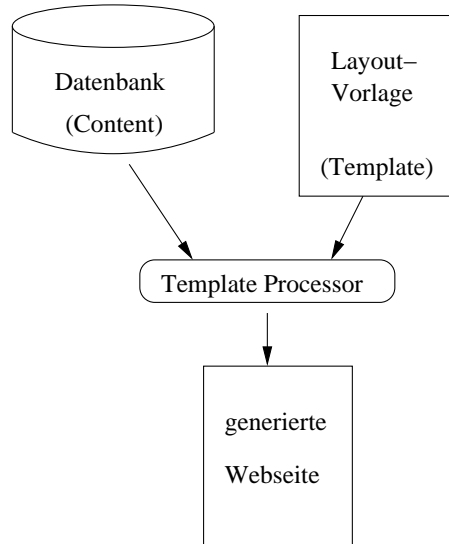 Datenbank
(Content)
Layout–
Vorlage
(Template)
Template Processor
generierte
Webseite